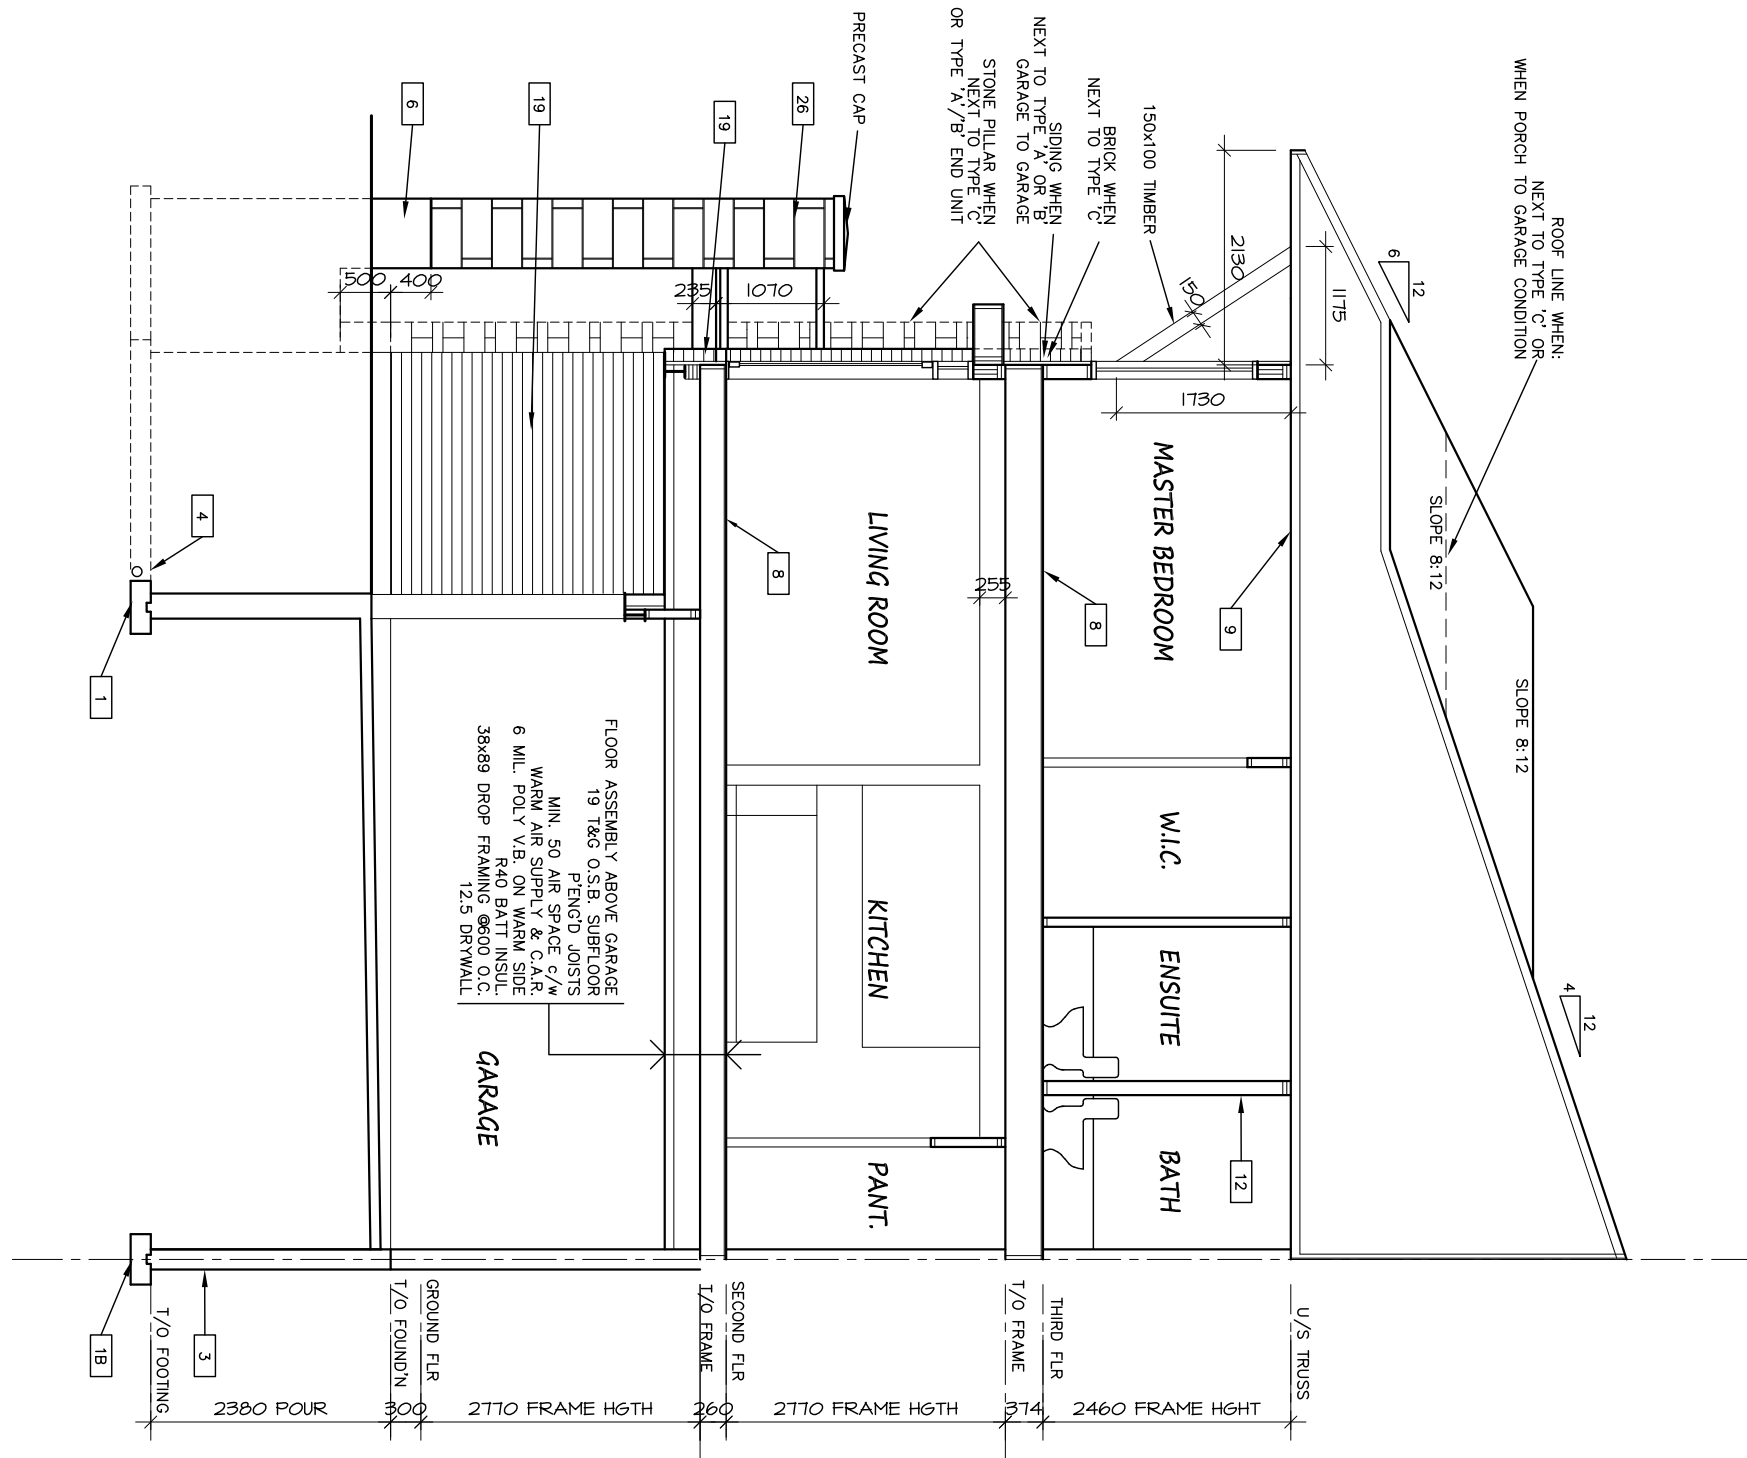 ROOF LINE WHEN:
NEXT TO TYPE 'C' OR
WHEN PORCH TO GARAGE CONDITION
6
12
4
12
SLOPE 8:12
SLOPE 8:12
2130
1175
150
1730
150x100 TIMBER
BRICK WHEN
NEXT TO TYPE 'C'
SIDING WHEN
NEXT TO TYPE 'A' OR 'B'
GARAGE TO GARAGE
STONE PILLAR WHEN
NEXT TO TYPE 'C'
OR TYPE 'A'/'B' END UNIT
PRECAST CAP
26
19
19
6
500
400
235
1070
255
MASTER BEDROOM
W.I.C.
ENSUITE
BATH
9
8
12
LIVING ROOM
KITCHEN
PANT.
8
FLOOR ASSEMBLY ABOVE GARAGE
19 T&G O.S.B. SUBFLOOR
P'ENG'D JOISTS
MIN. 50 AIR SPACE c/w
WARM AIR SUPPLY & C.A.R.
6 MIL. POLY V.B. ON WARM SIDE
R40 BATT INSUL.
38x89 DROP FRAMING @600 O.C.
12.5 DRYWALL
GARAGE
4
1
1B
3
U/S TRUSS
THIRD FLR
T/O FRAME
SECOND FLR
T/O FRAME
GROUND FLR
T/O FOUND'N
T/O FOOTING
2460 FRAME HGHT
374
2770 FRAME HGTH
260
2770 FRAME HGTH
300
2380 POUR